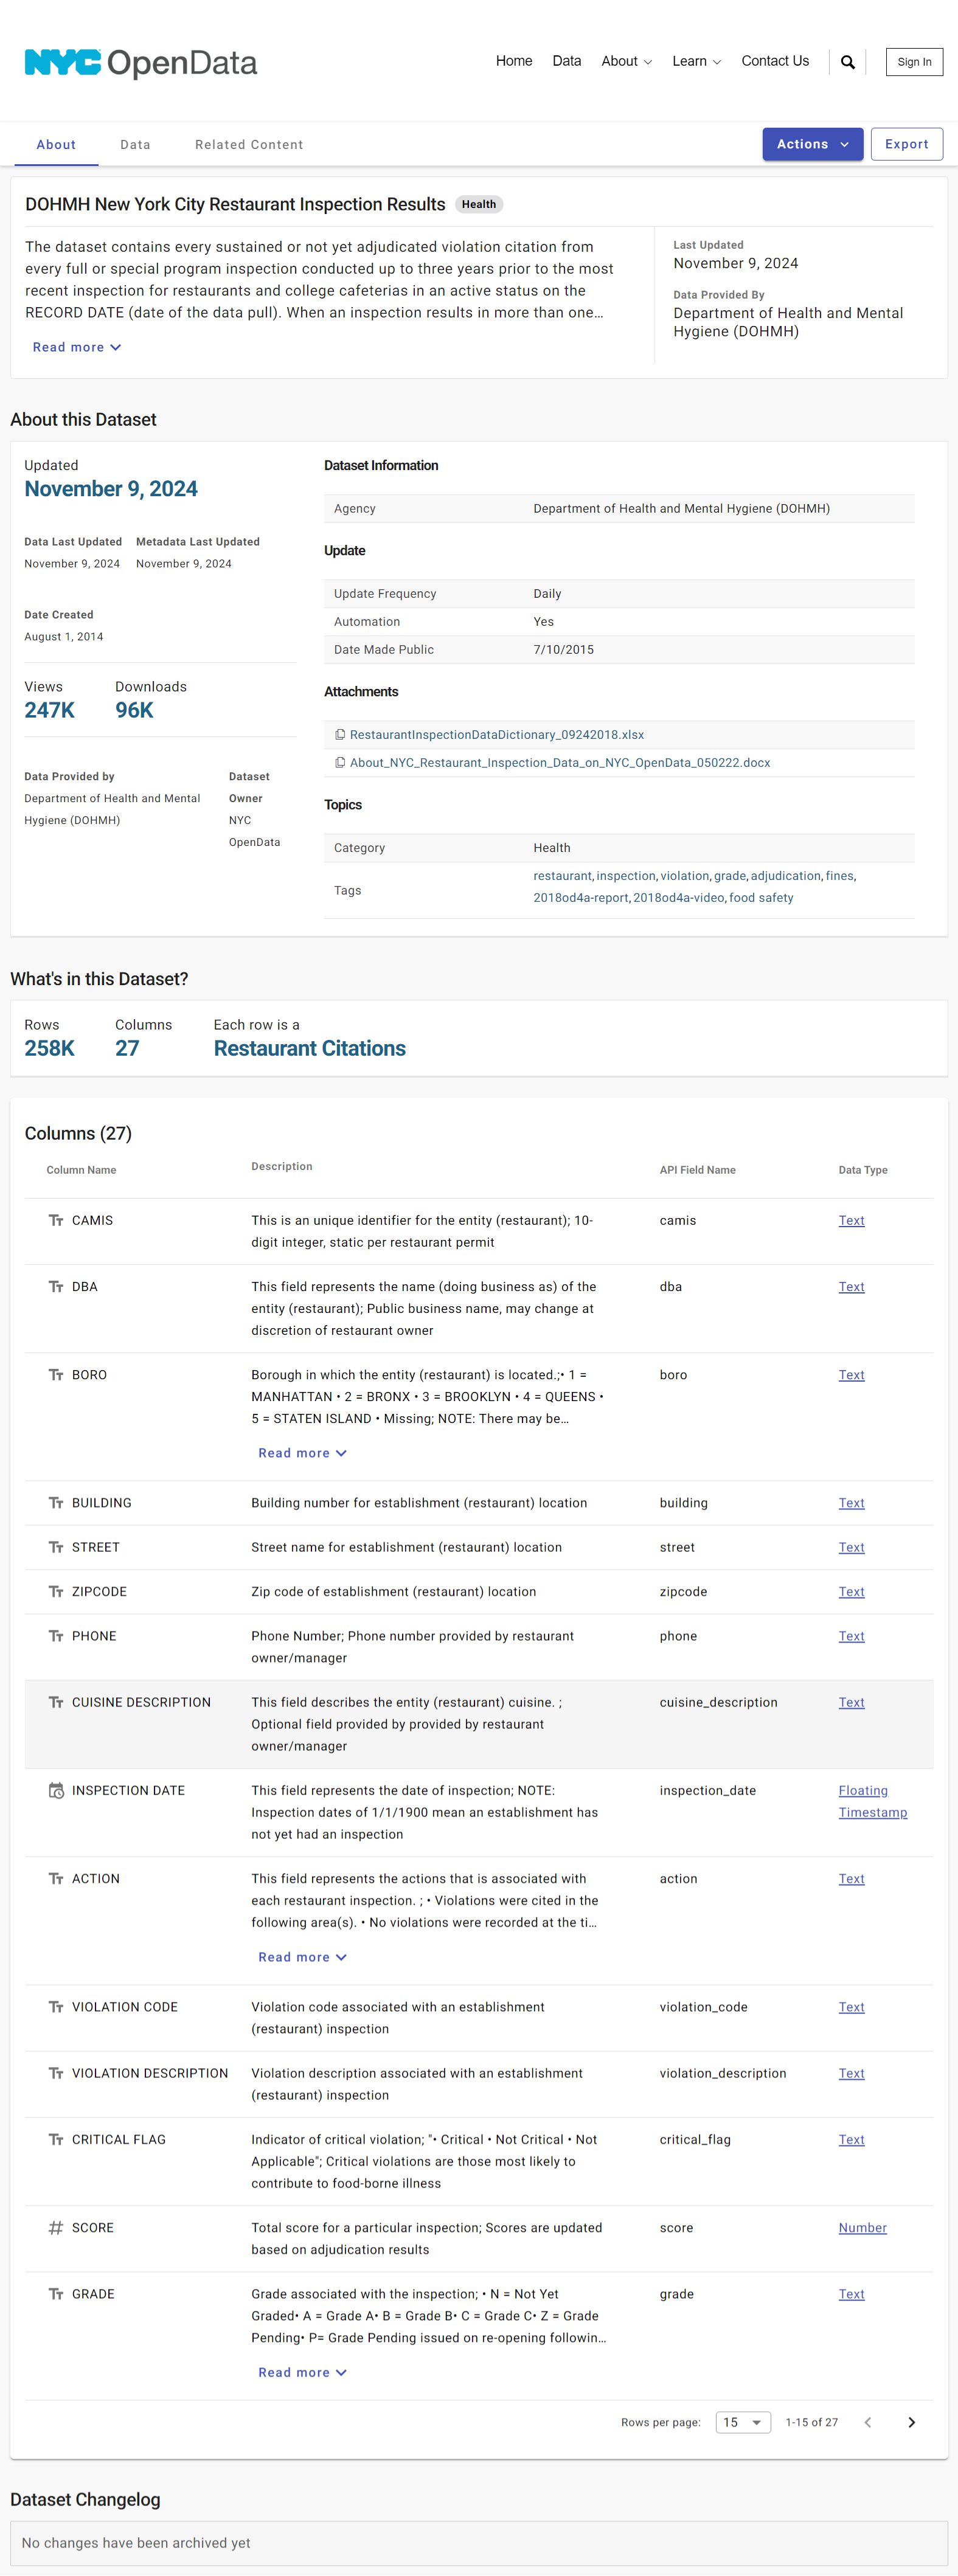 NYC OpenData
Home Data About Learn Contact Us Sign In
About Data Related Content Actions Export
DOHMH New York City Restaurant Inspection Results Health
The dataset contains every sustained or not yet adjudicated violation citation from
every full or special program inspection conducted up to three years prior to the most
recent inspection for restaurants and college cafeterias in an active status on the
RECORD DATE (date of the data pull). When an inspection results in more than one...
Read more
Last Updated
November 9, 2024
Data Provided By
Department of Health and Mental
Hygiene (DOHMH)
About this Dataset
Updated
November 9, 2024
Data Last Updated Metadata Last Updated
November 9, 2024 November 9, 2024
Date Created
August 1, 2014
Views Downloads
247K 96K
Data Provided by
Department of Health and Mental
Hygiene (DOHMH)
Dataset
Owner
NYC
OpenData
Dataset Information
Agency Department of Health and Mental Hygiene (DOHMH)
Update
Update Frequency Daily
Automation Yes
Date Made Public 7/10/2015
Attachments
RestaurantInspectionDataDictionary_09242018.xlsx
About_NYC_Restaurant_Inspection_Data_on_NYC_OpenData_050222.docx
Topics
Category Health
Tags
restaurant, inspection, violation, grade, adjudication, fines,
2018od4a-report, 2018od4a-video, food safety
What's in this Dataset?
Rows Columns Each row is a
258K 27 Restaurant Citations
Columns (27)
Column Name Description API Field Name Data Type
CAMIS This is an unique identifier for the entity (restaurant); 10- camis Text
digit integer, static per restaurant permit
DBA This field represents the name (doing business as) of the dba Text
entity (restaurant); Public business name, may change at
discretion of restaurant owner
BORO Borough in which the entity (restaurant) is located.;• 1 = boro Text
MANHATTAN • 2 = BRONX • 3 = BROOKLYN • 4 = QUEENS •
5 = STATEN ISLAND • Missing; NOTE: There may be...
Read more
BUILDING Building number for establishment (restaurant) location building Text
STREET Street name for establishment (restaurant) location street Text
ZIPCODE Zip code of establishment (restaurant) location zipcode Text
PHONE Phone Number; Phone number provided by restaurant phone Text
owner/manager
CUISINE DESCRIPTION This field describes the entity (restaurant) cuisine. ; cuisine_description Text
Optional field provided by provided by restaurant
owner/manager
INSPECTION DATE This field represents the date of inspection; NOTE: inspection_date Floating
Inspection dates of 1/1/1900 mean an establishment has Timestamp
not yet had an inspection
ACTION This field represents the actions that is associated with action Text
each restaurant inspection. ; • Violations were cited in the
following area(s). • No violations were recorded at the ti...
Read more
VIOLATION CODE Violation code associated with an establishment violation_code Text
(restaurant) inspection
VIOLATION DESCRIPTION Violation description associated with an establishment violation_description Text
(restaurant) inspection
CRITICAL FLAG Indicator of critical violation; "• Critical • Not Critical • Not critical_flag Text
Applicable"; Critical violations are those most likely to
contribute to food-borne illness
SCORE Total score for a particular inspection; Scores are updated score Number
based on adjudication results
GRADE Grade associated with the inspection; • N = Not Yet grade Text
Graded• A = Grade A• B = Grade B• C = Grade C• Z = Grade
Pending• P= Grade Pending issued on re-opening followin...
Read more
Rows per page: 15 1-15 of 27
Dataset Changelog
No changes have been archived yet